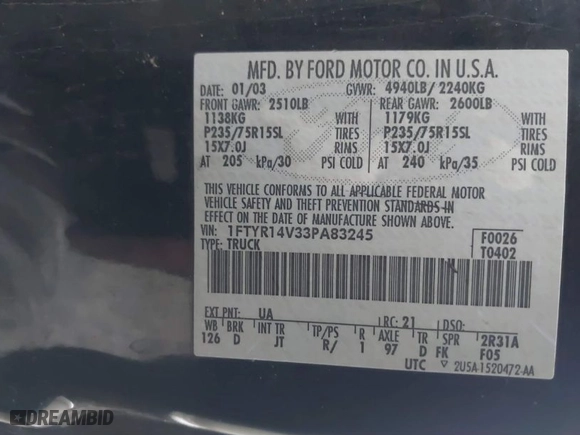 MFD. BY FORD MOTOR CO. IN U.S.A.
DATE: 01/03 GVWR: 4940LB/ 2240KG
FRONT GAWR: 2510LB REAR GAWR: 2600LB
1138KG WITH 1179KG WITH
P235/75R15SL TIRES P235/75R15SL TIRES
15X7.0J RIMS 15X7.0J RIMS
AT 205 kPa/30 PSI COLD AT 240 kPa/35 PSI COLD
THIS VEHICLE CONFORMS TO ALL APPLICABLE FEDERAL MOTOR
VEHICLE SAFETY AND THEFT PREVENTION STANDARDS IN
EFFECT ON THE DATE OF MANUFACTURE SHOWN ABOVE.
VIN: 1FTYR14V33PA83245 F0026
TYPE: TRUCK T0402
EXT PNT: UA RC: 21 DSO:
WB BRK INT TR TP/PS R AXLE TR SPR 2R31A
126 D JT R/ 1 97 D FK F05
UTC ▽ 2U5A-1520472-AA
DREAMBID